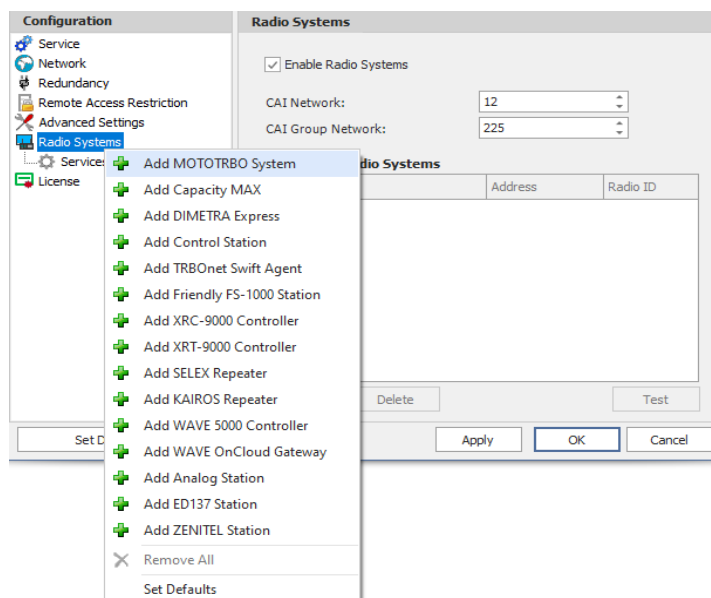 Configuration
Service
Network
Redundancy
Remote Access Restriction
Advanced Settings
Radio Systems
Services
License
Radio Systems
Enable Radio Systems
CAI Network: 12
CAI Group Network: 225
dio Systems
Address Radio ID
Delete Test
Set D Apply OK Cancel
Add MOTOTRBO System
Add Capacity MAX
Add DIMETRA Express
Add Control Station
Add TRBOnet Swift Agent
Add Friendly FS-1000 Station
Add XRC-9000 Controller
Add XRT-9000 Controller
Add SELEX Repeater
Add KAIROS Repeater
Add WAVE 5000 Controller
Add WAVE OnCloud Gateway
Add Analog Station
Add ED137 Station
Add ZENITEL Station
Remove All
Set Defaults